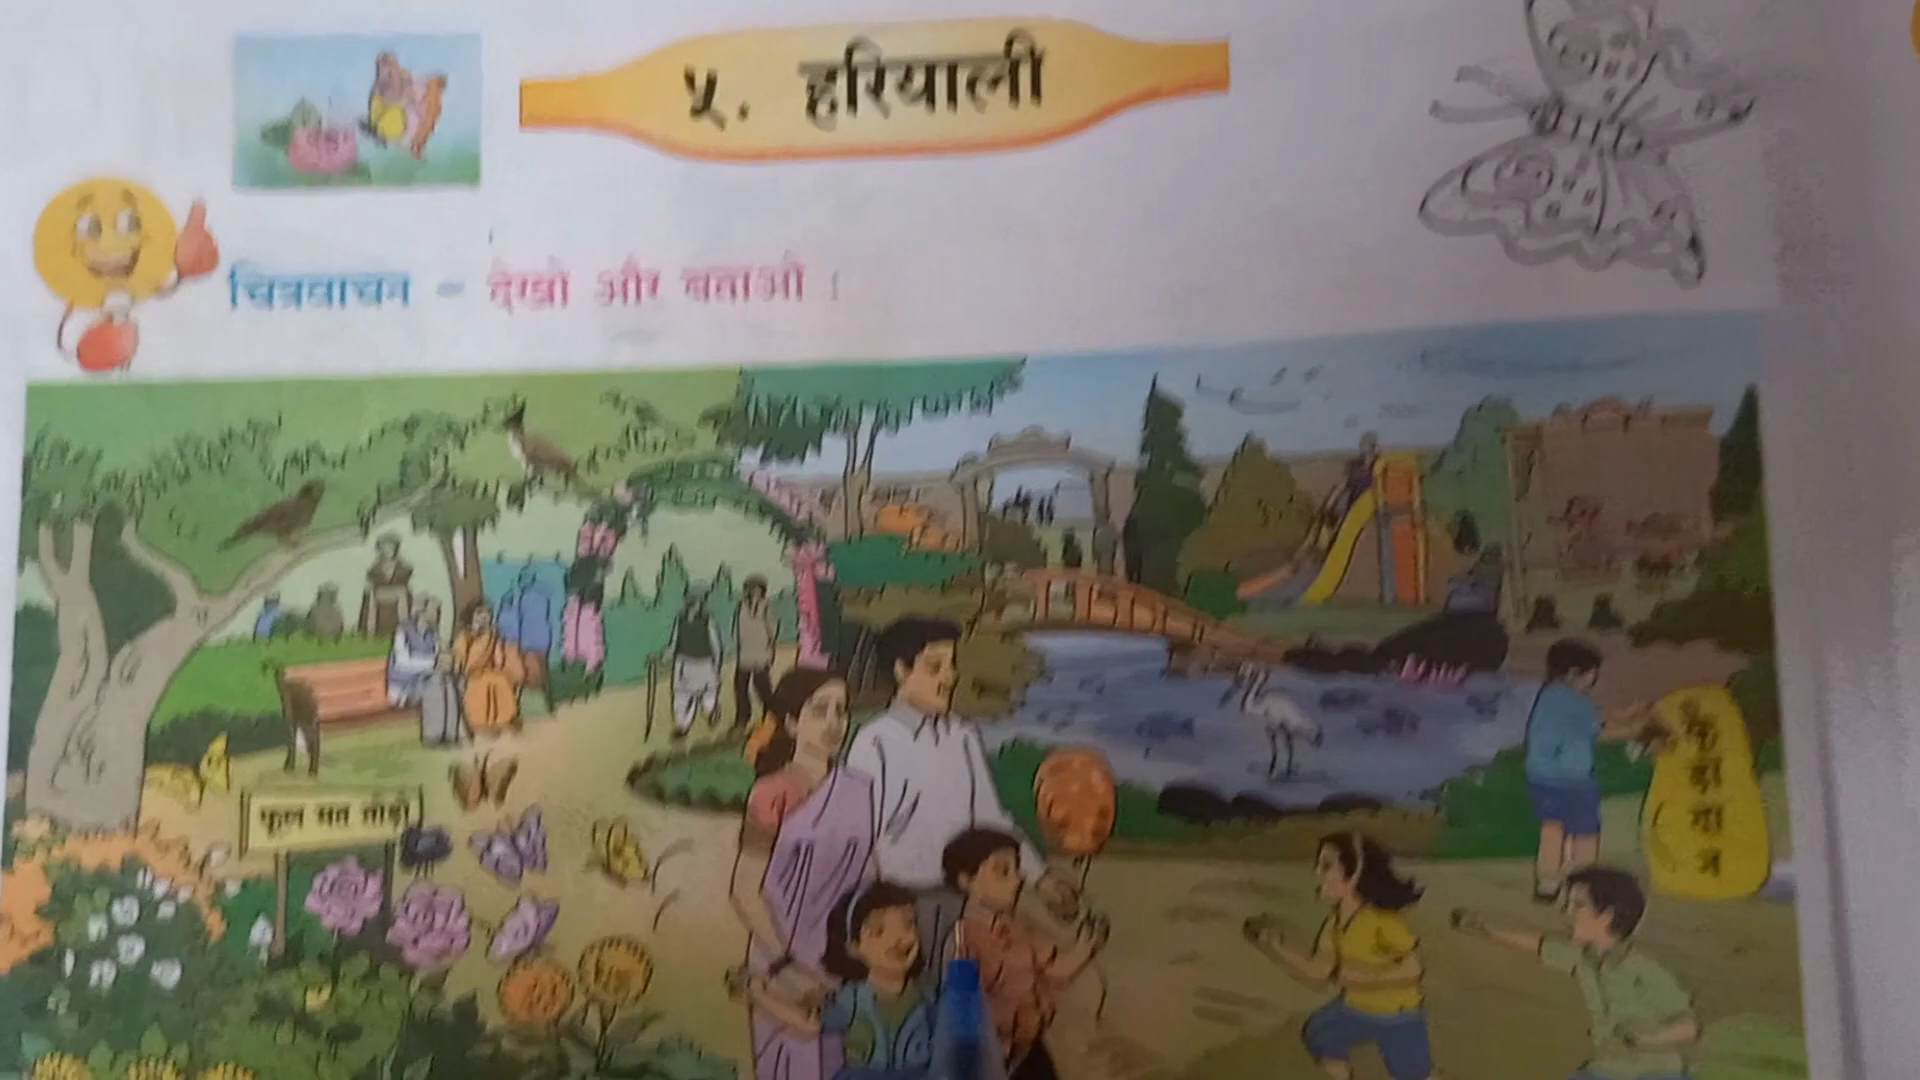 ५. हरियाली
चित्रवाचन - देखो और बताओ ।
फूल मत तोड़ो
कूड़ादान